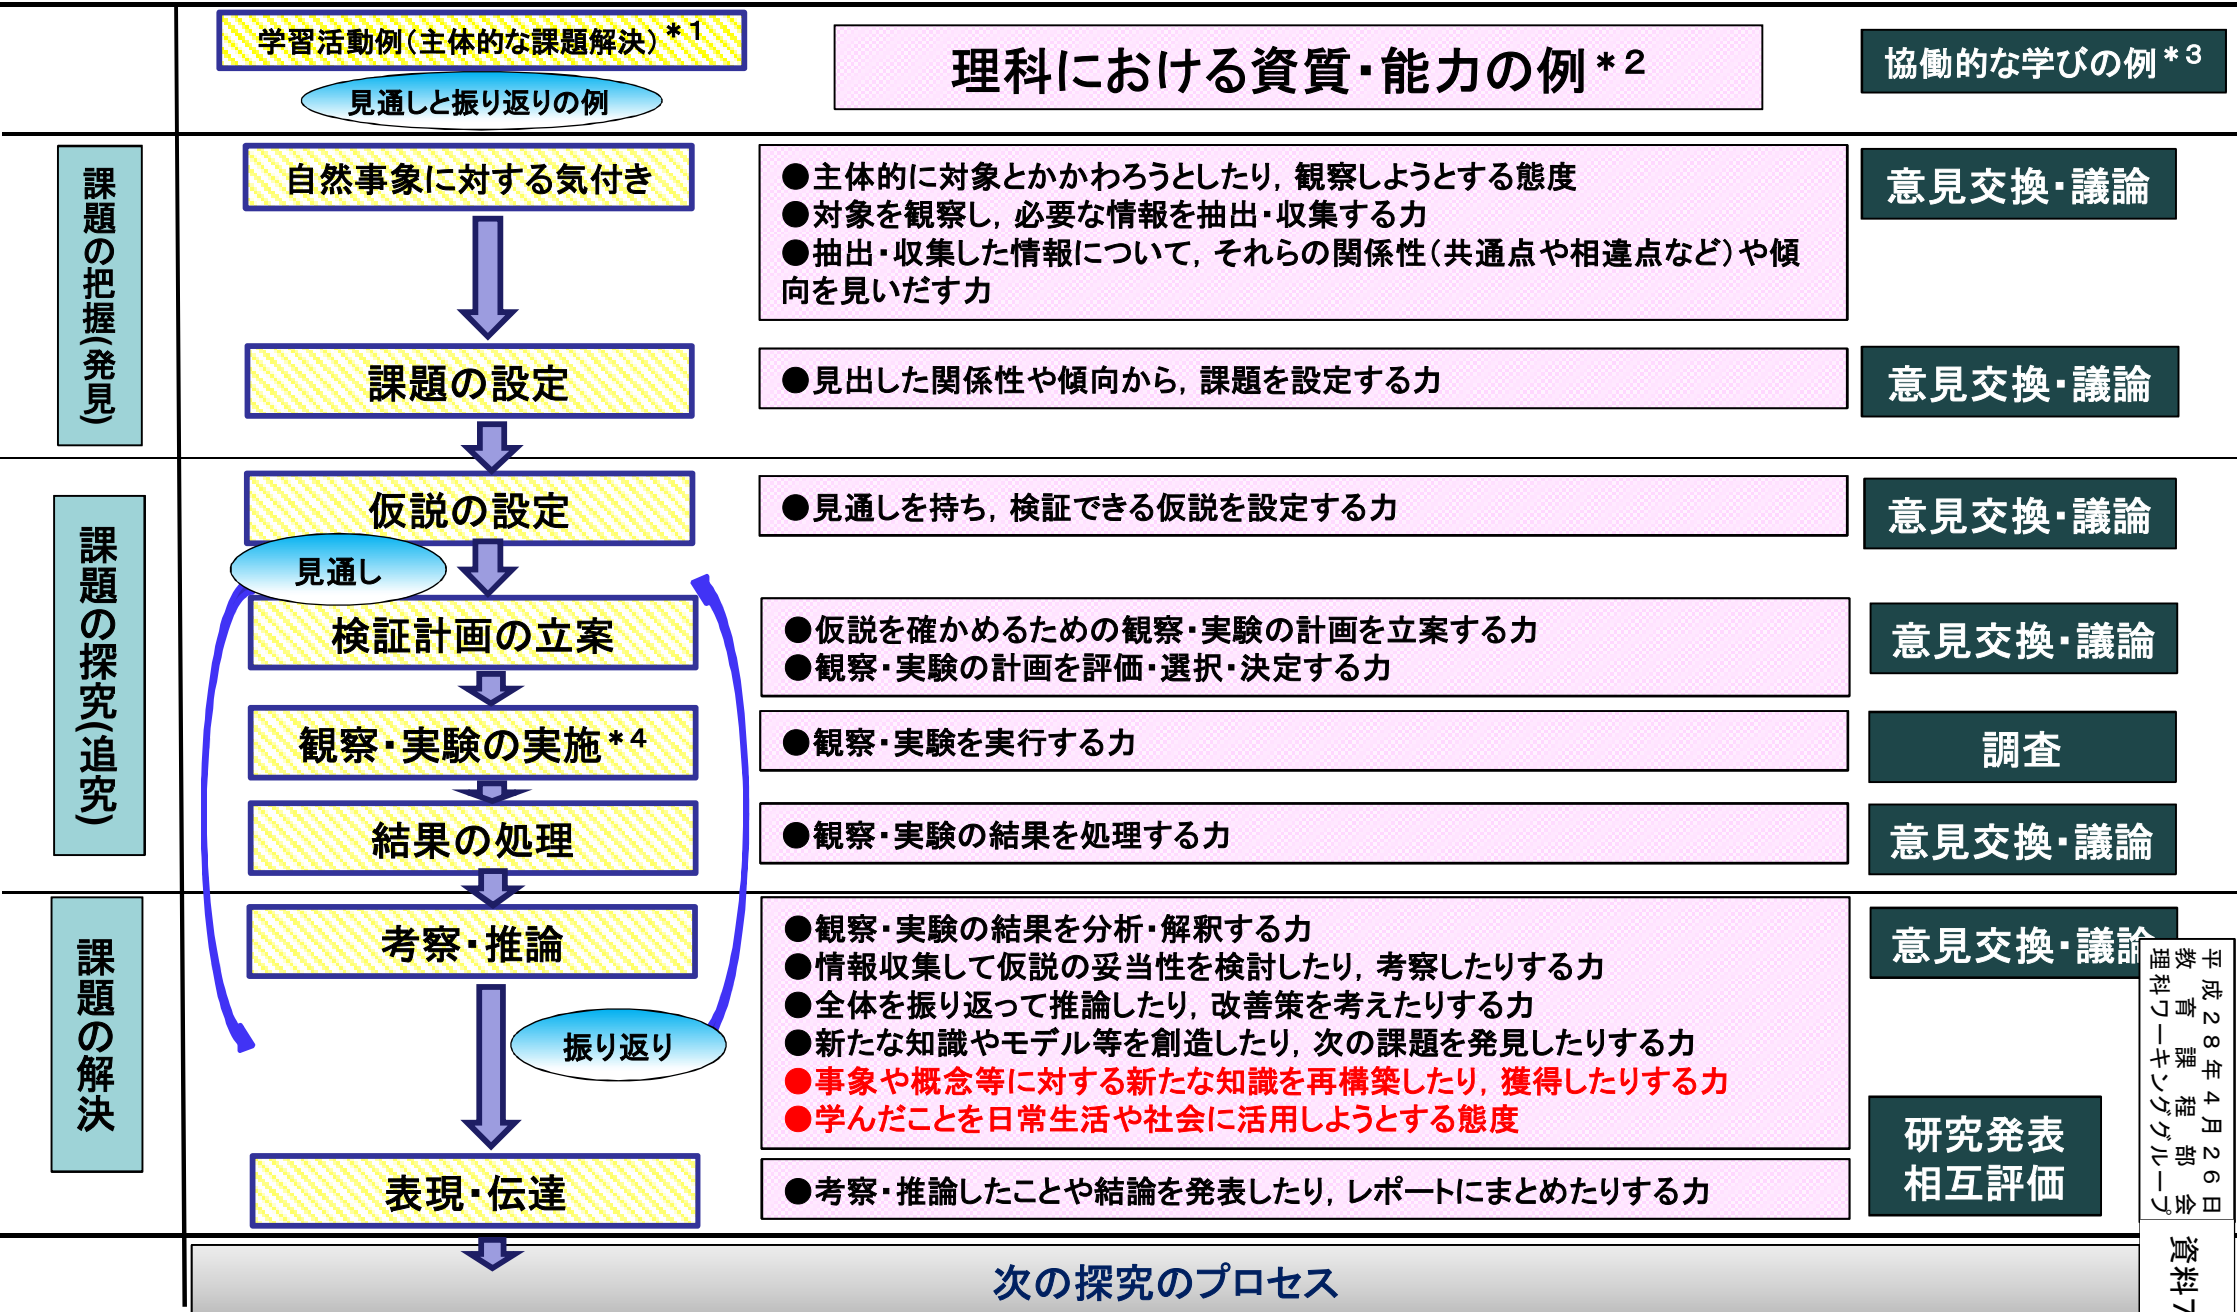 学習活動例(主体的な課題解決)*1
見通しと振り返りの例
理科における資質・能力の例*2
協働的な学びの例*3
課題の把握(発見)
自然事象に対する気付き
●主体的に対象とかかわろうとしたり,観察しようとする態度
●対象を観察し,必要な情報を抽出・収集する力
●抽出・収集した情報について,それらの関係性(共通点や相違点など)や傾
向を見いだす力
意見交換・議論
課題の設定
●見出した関係性や傾向から,課題を設定する力
意見交換・議論
課題の探究(追究)
仮説の設定
●見通しを持ち,検証できる仮説を設定する力
意見交換・議論
見通し
検証計画の立案
●仮説を確かめるための観察・実験の計画を立案する力
●観察・実験の計画を評価・選択・決定する力
意見交換・議論
観察・実験の実施*4
●観察・実験を実行する力
調査
結果の処理
●観察・実験の結果を処理する力
意見交換・議論
課題の解決
考察・推論
●観察・実験の結果を分析・解釈する力
●情報収集して仮説の妥当性を検討したり,考察したりする力
●全体を振り返って推論したり,改善策を考えたりする力
●新たな知識やモデル等を創造したり,次の課題を発見したりする力
●事象や概念等に対する新たな知識を再構築したり,獲得したりする力
●学んだことを日常生活や社会に活用しようとする態度
意見交換・議論
振り返り
表現・伝達
●考察・推論したことや結論を発表したり,レポートにまとめたりする力
研究発表
相互評価
次の探究のプロセス
平成28年4月26日
教育課程部会
理科ワーキンググループ
資料7